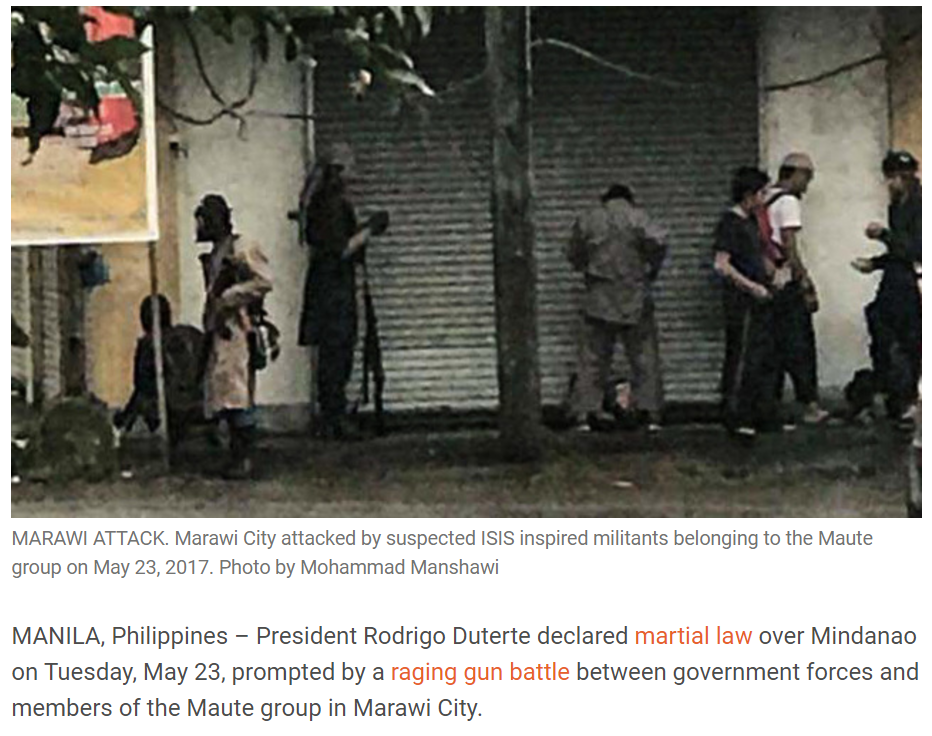 MARAWI ATTACK. Marawi City attacked by suspected ISIS inspired militants belonging to the Maute
group on May 23, 2017. Photo by Mohammad Manshawi
MANILA, Philippines – President Rodrigo Duterte declared martial law over Mindanao
on Tuesday, May 23, prompted by a raging gun battle between government forces and
members of the Maute group in Marawi City.